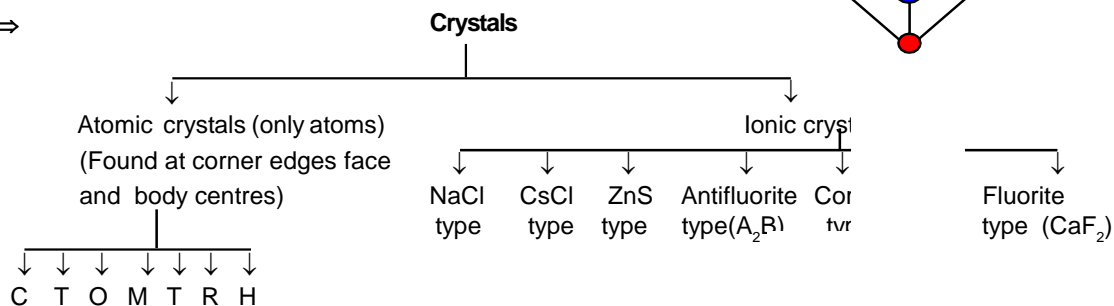 ⇒
Crystals
Atomic crystals (only atoms)
(Found at corner edges face
and body centres)
Ionic
NaCl
type
CsCl
type
ZnS
type
Antifluorite
type(A₂B)
Fluorite
type (CaF₂)
C T O M T R H